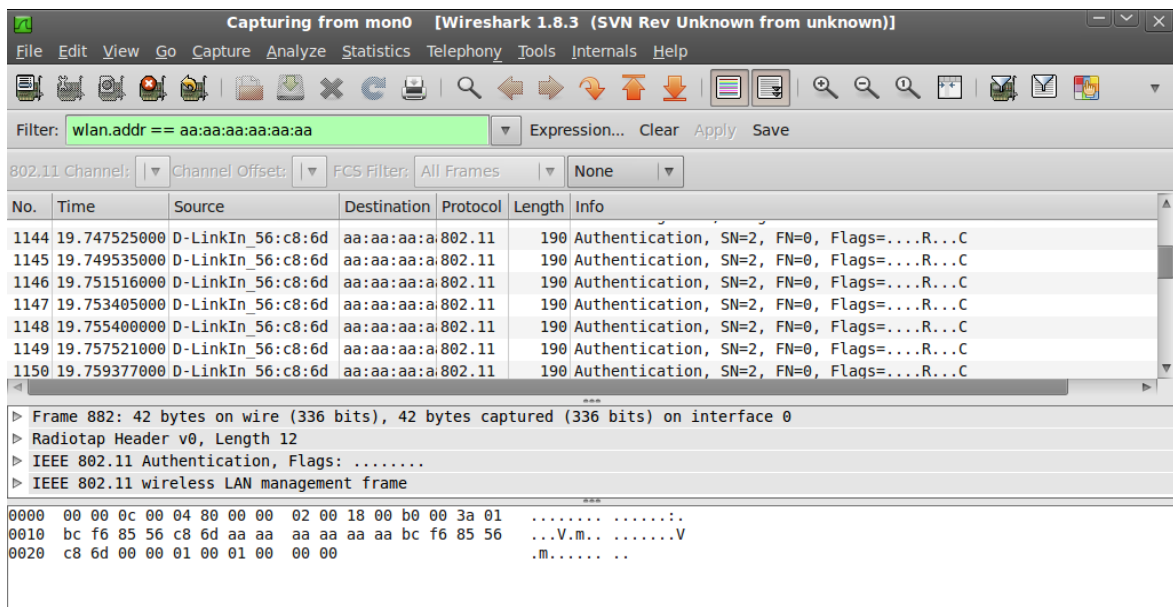 Capturing from mon0 [Wireshark 1.8.3 (SVN Rev Unknown from unknown)]
File Edit View Go Capture Analyze Statistics Telephony Tools Internals Help
Filter: wlan.addr == aa:aa:aa:aa:aa:aa Expression... Clear Apply Save
802.11 Channel: Channel Offset: FCS Filter: All Frames None
No. Time Source Destination Protocol Length Info
1144 19.747525000 D-LinkIn_56:c8:6d aa:aa:aa:a 802.11 190 Authentication, SN=2, FN=0, Flags=....R...C
1145 19.749535000 D-LinkIn_56:c8:6d aa:aa:aa:a 802.11 190 Authentication, SN=2, FN=0, Flags=....R...C
1146 19.751516000 D-LinkIn_56:c8:6d aa:aa:aa:a 802.11 190 Authentication, SN=2, FN=0, Flags=....R...C
1147 19.753405000 D-LinkIn_56:c8:6d aa:aa:aa:a 802.11 190 Authentication, SN=2, FN=0, Flags=....R...C
1148 19.755400000 D-LinkIn_56:c8:6d aa:aa:aa:a 802.11 190 Authentication, SN=2, FN=0, Flags=....R...C
1149 19.757521000 D-LinkIn_56:c8:6d aa:aa:aa:a 802.11 190 Authentication, SN=2, FN=0, Flags=....R...C
1150 19.759377000 D-LinkIn_56:c8:6d aa:aa:aa:a 802.11 190 Authentication, SN=2, FN=0, Flags=....R...C
Frame 882: 42 bytes on wire (336 bits), 42 bytes captured (336 bits) on interface 0
Radiotap Header v0, Length 12
IEEE 802.11 Authentication, Flags: ........
IEEE 802.11 wireless LAN management frame
0000 00 00 0c 00 04 80 00 00 02 00 18 00 b0 00 3a 01 ........ ......:.
0010 bc f6 85 56 c8 6d aa aa aa aa aa aa bc f6 85 56 ...V.m.. .......V
0020 c8 6d 00 00 01 00 01 00 00 00 .m...... ..